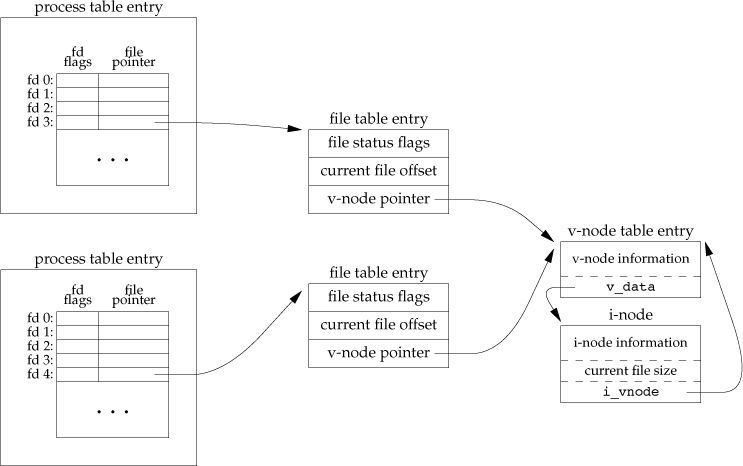 process table entry
fd flags
file pointer
fd 0:
fd 1:
fd 2:
fd 3:
• • •
file table entry
file status flags
current file offset
v-node pointer
process table entry
fd flags
file pointer
fd 0:
fd 1:
fd 2:
fd 3:
fd 4:
• • •
file table entry
file status flags
current file offset
v-node pointer
v-node table entry
v-node information
v_data
i-node
i-node information
current file size
i_vnode